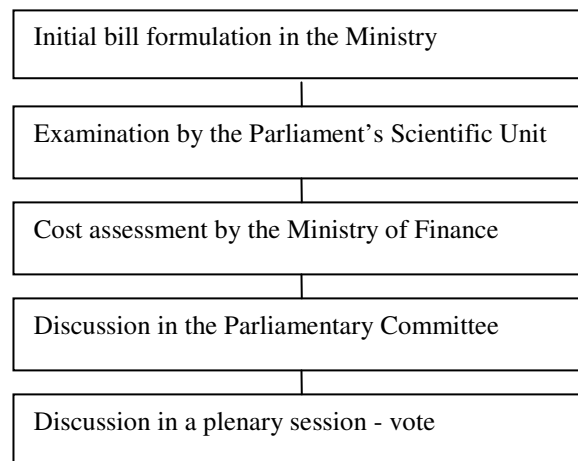 Initial bill formulation in the Ministry
Examination by the Parliament’s Scientific Unit
Cost assessment by the Ministry of Finance
Discussion in the Parliamentary Committee
Discussion in a plenary session - vote